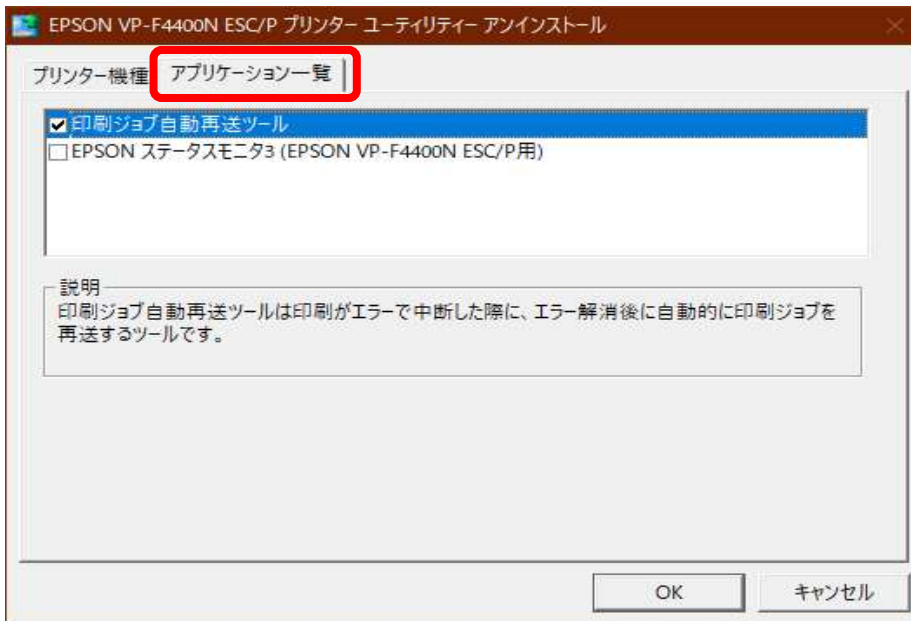 EPSON VP-F4400N ESC/P プリンター ユーティリティー アンインストール
プリンター機種 アプリケーション一覧
印刷ジョブ自動再送ツール
EPSON ステータスモニタ3 (EPSON VP-F4400N ESC/P用)
説明
印刷ジョブ自動再送ツールは印刷がエラーで中断した際に、エラー解消後に自動的に印刷ジョブを
再送するツールです。
OK キャンセル